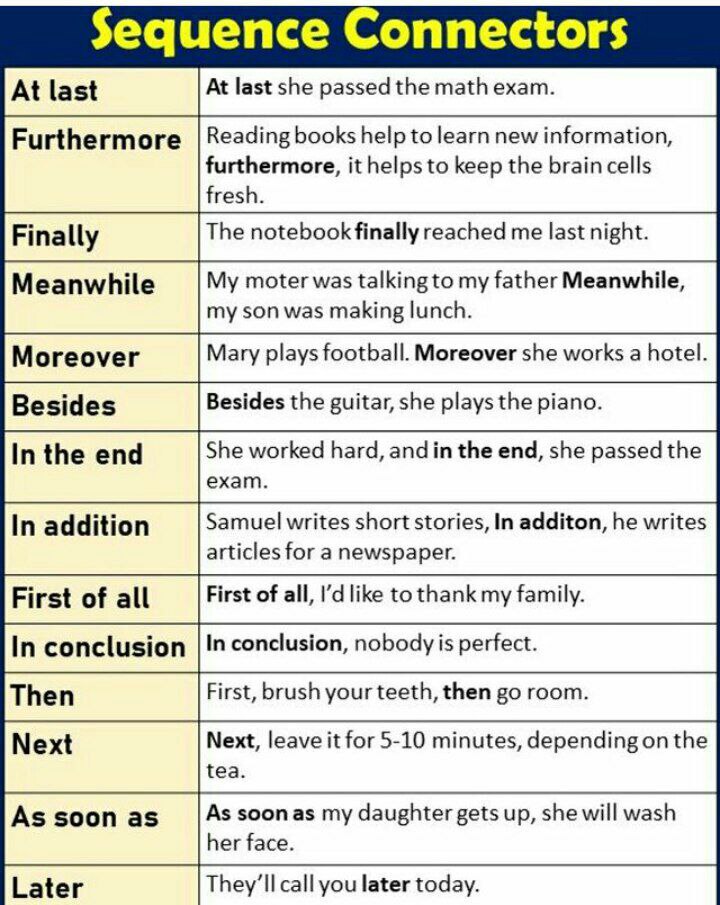 Sequence Connectors
At last
At last she passed the math exam.
Furthermore
Reading books help to learn new information,
furthermore, it helps to keep the brain cells
fresh.
Finally
The notebook finally reached me last night.
Meanwhile
My moter was talking to my father Meanwhile,
my son was making lunch.
Moreover
Mary plays football. Moreover she works a hotel.
Besides
Besides the guitar, she plays the piano.
In the end
She worked hard, and in the end, she passed the
exam.
In addition
Samuel writes short stories, In additon, he writes
articles for a newspaper.
First of all
First of all, I'd like to thank my family.
In conclusion
In conclusion, nobody is perfect.
Then
First, brush your teeth, then go room.
Next
Next, leave it for 5-10 minutes, depending on the
tea.
As soon as
As soon as my daughter gets up, she will wash
her face.
Later
They'll call you later today.